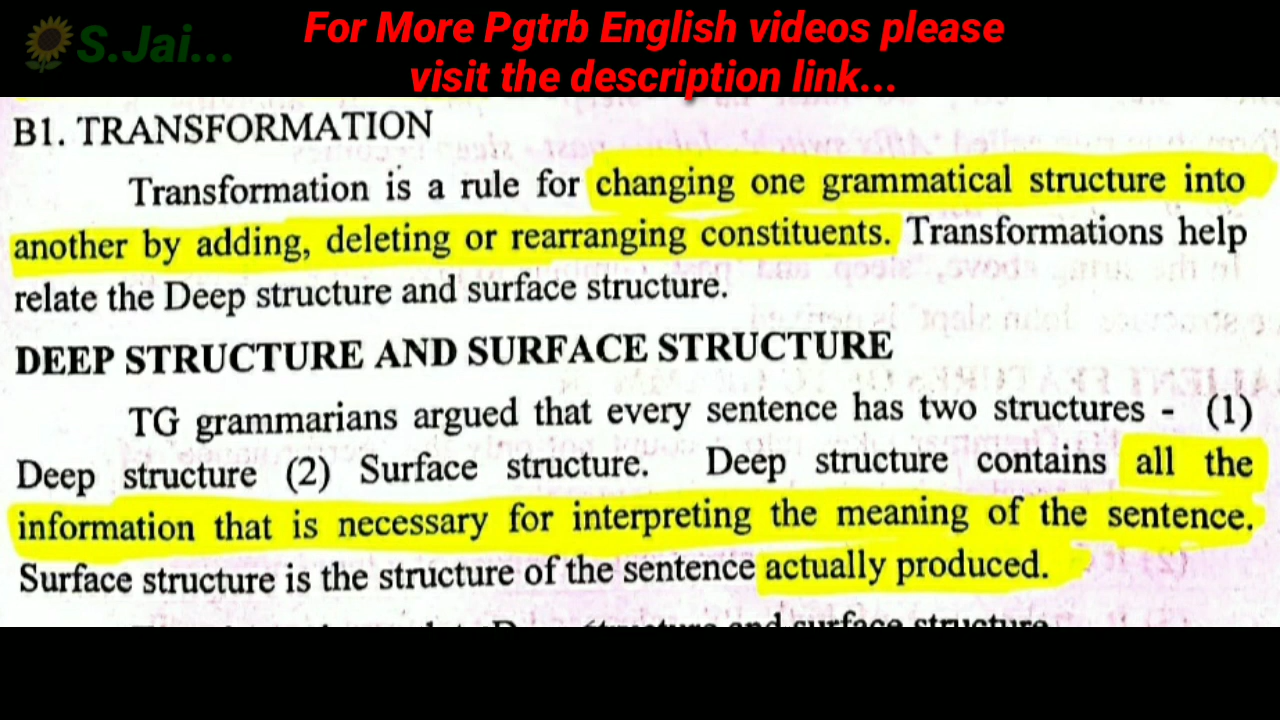 For More Pgtrb English videos please
visit the description link...
S.Jai...
B1. TRANSFORMATION
Transformation is a rule for changing one grammatical structure into
another by adding, deleting or rearranging constituents. Transformations help
relate the Deep structure and surface structure.
DEEP STRUCTURE AND SURFACE STRUCTURE
TG grammarians argued that every sentence has two structures - (1)
Deep structure (2) Surface structure. Deep structure contains all the
information that is necessary for interpreting the meaning of the sentence.
Surface structure is the structure of the sentence actually produced.
and surface structure